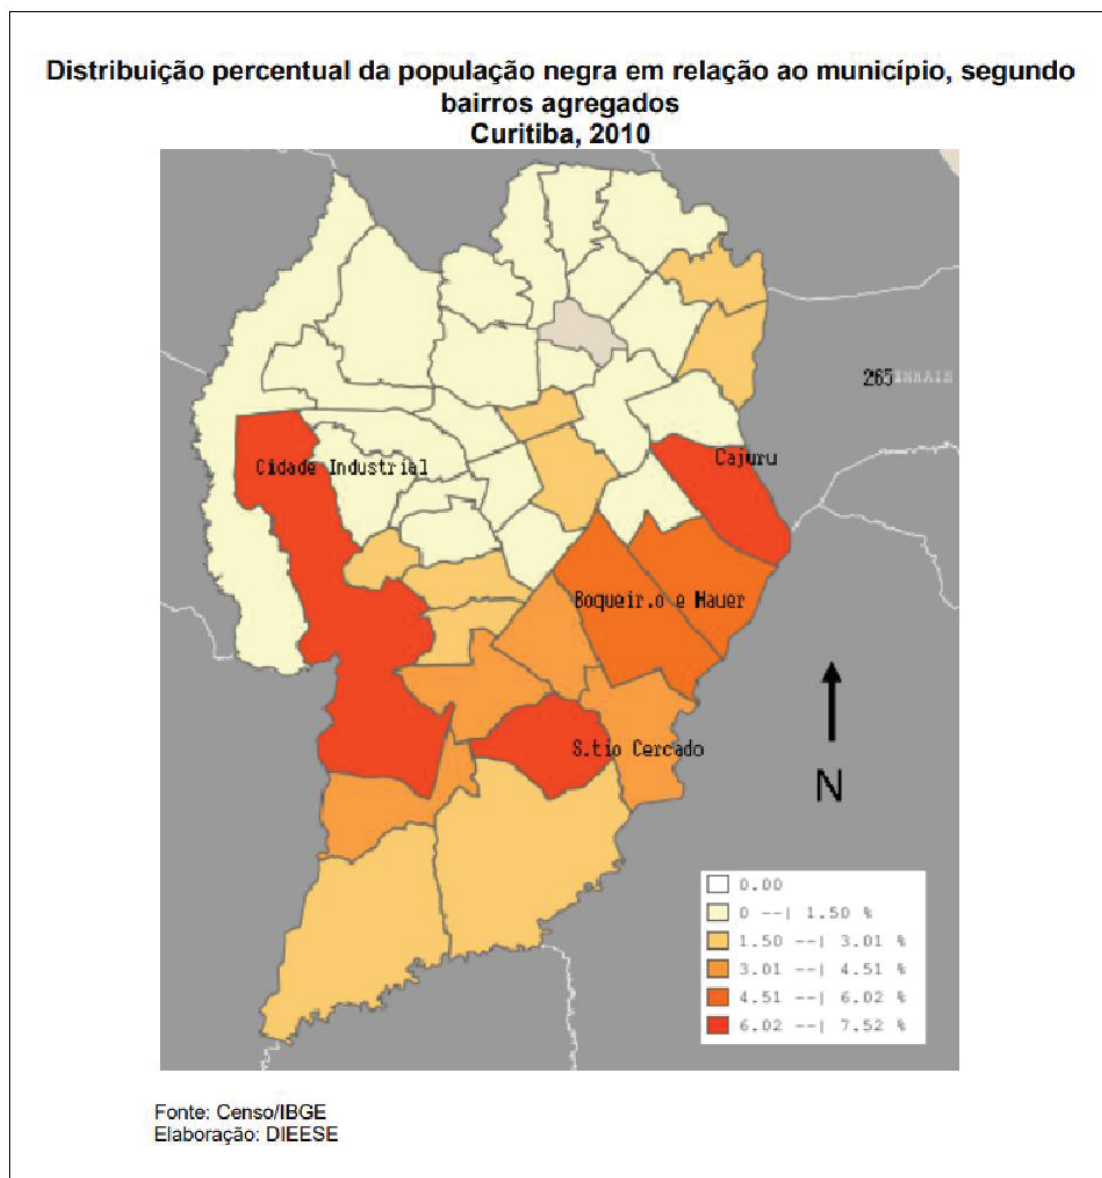 Distribuição percentual da população negra em relação ao município, segundo
bairros agregados
Curitiba, 2010
265
Cajuru
Cidade Industrial
Boqueir.o e Hauer
S.tio Cercado
N
0.00
0 --| 1.50 %
1.50 --| 3.01 %
3.01 --| 4.51 %
4.51 --| 6.02 %
6.02 --| 7.52 %
Fonte: Censo/IBGE
Elaboração: DIEESE